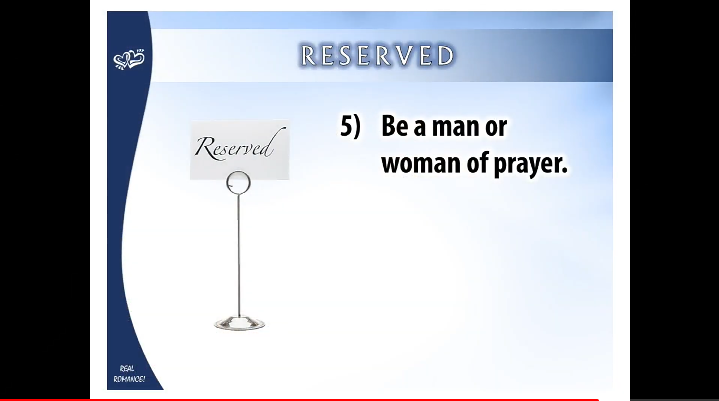 RESERVED
Reserved
5) Be a man or
woman of prayer.
REAL
ROMANCE!